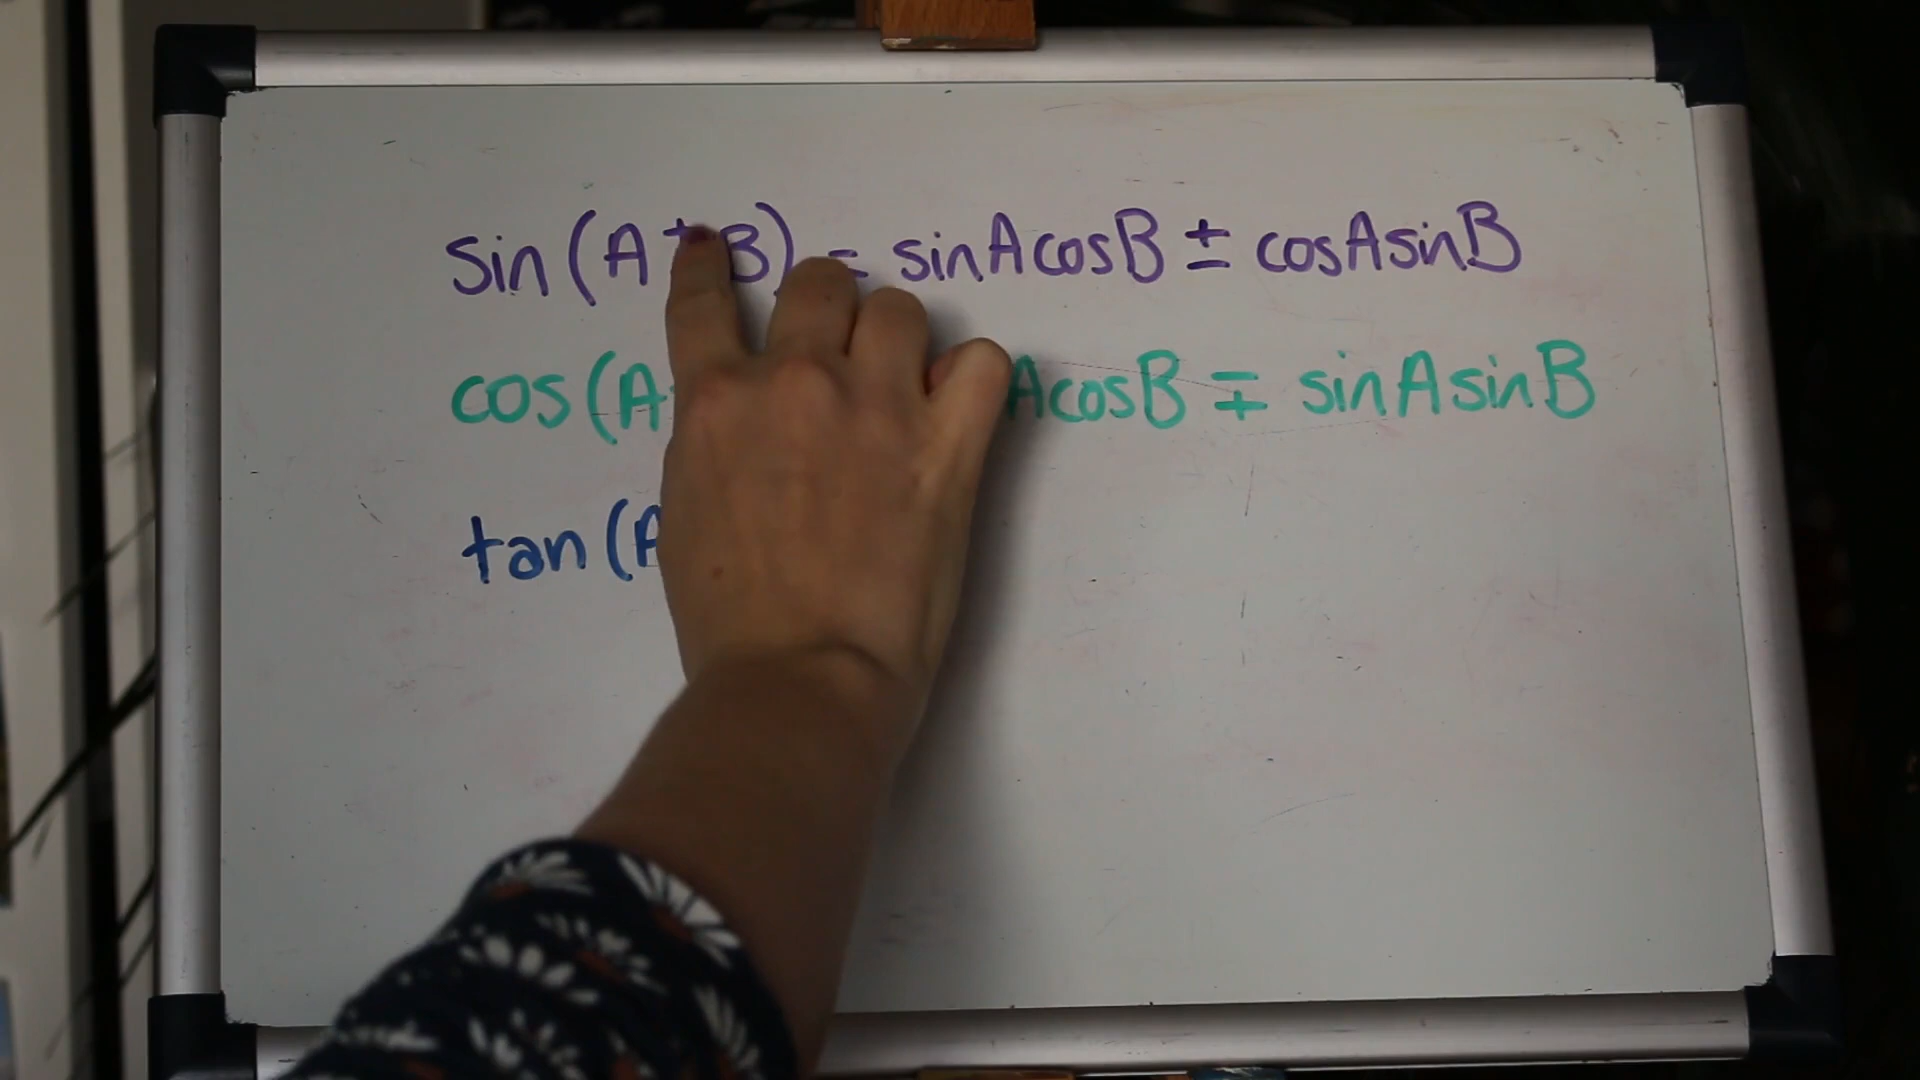 sin(A±B) = sinAcosB ± cosAsinB
cos(A AcosB ∓ sinAsinB
tan(A